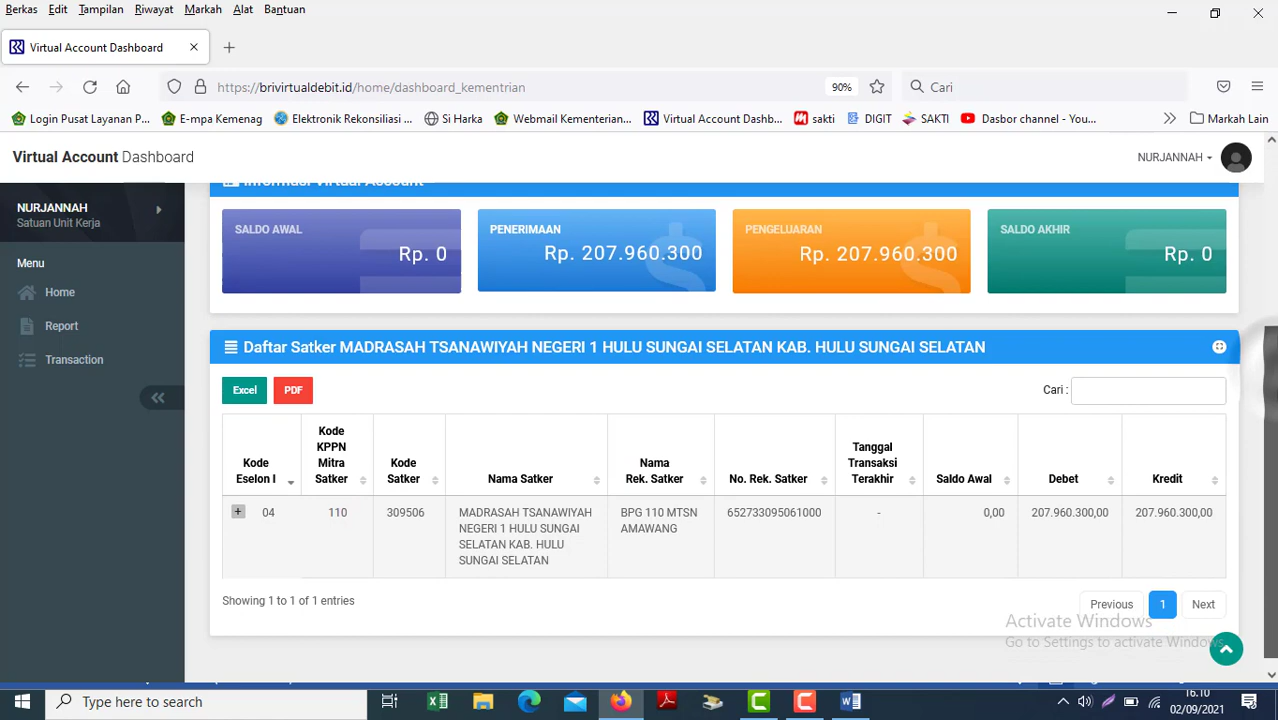 Berkas Edit Tampilan Riwayat Markah Alat Bantuan
Virtual Account Dashboard
https://brivirtualdebit.id/home/dashboard_kementrian 90% Cari
Login Pusat Layanan P... E-mpa Kemenag Elektronik Rekonsiliasi ... Si Harka Webmail Kementerian... Virtual Account Dashb... sakti DIGIT SAKTI Dasbor channel - You... Markah Lain
Virtual Account Dashboard NURJANNAH
Informasi Virtual Account
NURJANNAH
Satuan Unit Kerja
Menu
Home
Report
Transaction
SALDO AWAL
Rp. 0
PENERIMAAN
Rp. 207.960.300
PENGELUARAN
Rp. 207.960.300
SALDO AKHIR
Rp. 0
Daftar Satker MADRASAH TSANAWIYAH NEGERI 1 HULU SUNGAI SELATAN KAB. HULU SUNGAI SELATAN
Excel PDF Cari :
Kode
Eselon I
Kode
KPPN
Mitra
Satker
Kode
Satker
Nama Satker
Nama
Rek. Satker
No. Rek. Satker
Tanggal
Transaksi
Terakhir
Saldo Awal
Debet
Kredit
04
110
309506
MADRASAH TSANAWIYAH
NEGERI 1 HULU SUNGAI
SELATAN KAB. HULU
SUNGAI SELATAN
BPG 110 MTSN
AMAWANG
652733095061000
-
0,00
207.960.300,00
207.960.300,00
Showing 1 to 1 of 1 entries
Previous 1 Next
Activate Windows
Go to Settings to activate Windows.
Type here to search
16.10
02/09/2021